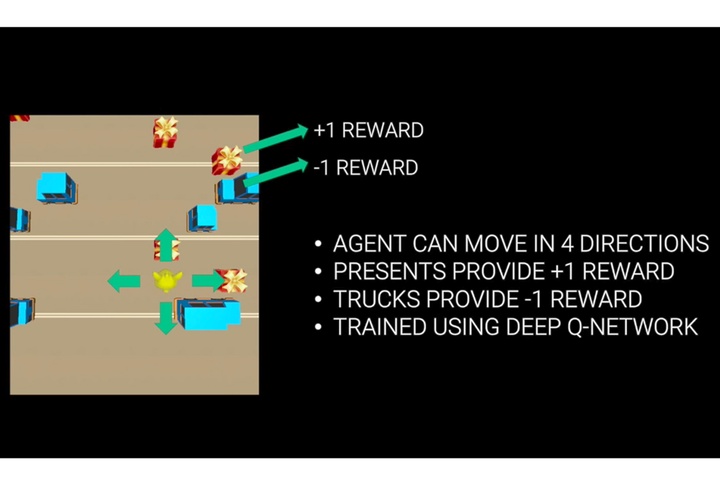 +1 REWARD
-1 REWARD
• AGENT CAN MOVE IN 4 DIRECTIONS
• PRESENTS PROVIDE +1 REWARD
• TRUCKS PROVIDE -1 REWARD
• TRAINED USING DEEP Q-NETWORK